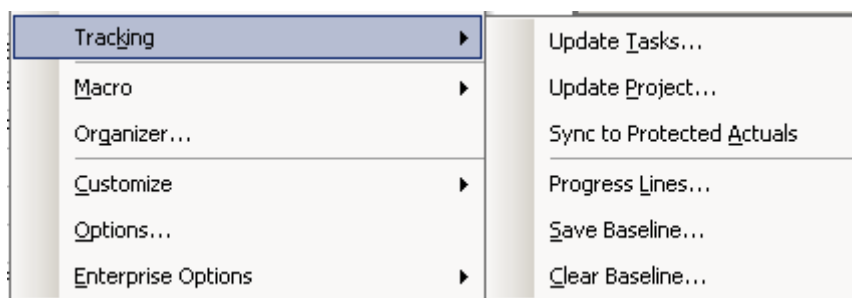 Tracking
Macro
Organizer...
Customize
Options...
Enterprise Options
Update Tasks...
Update Project...
Sync to Protected Actuals
Progress Lines...
Save Baseline...
Clear Baseline...